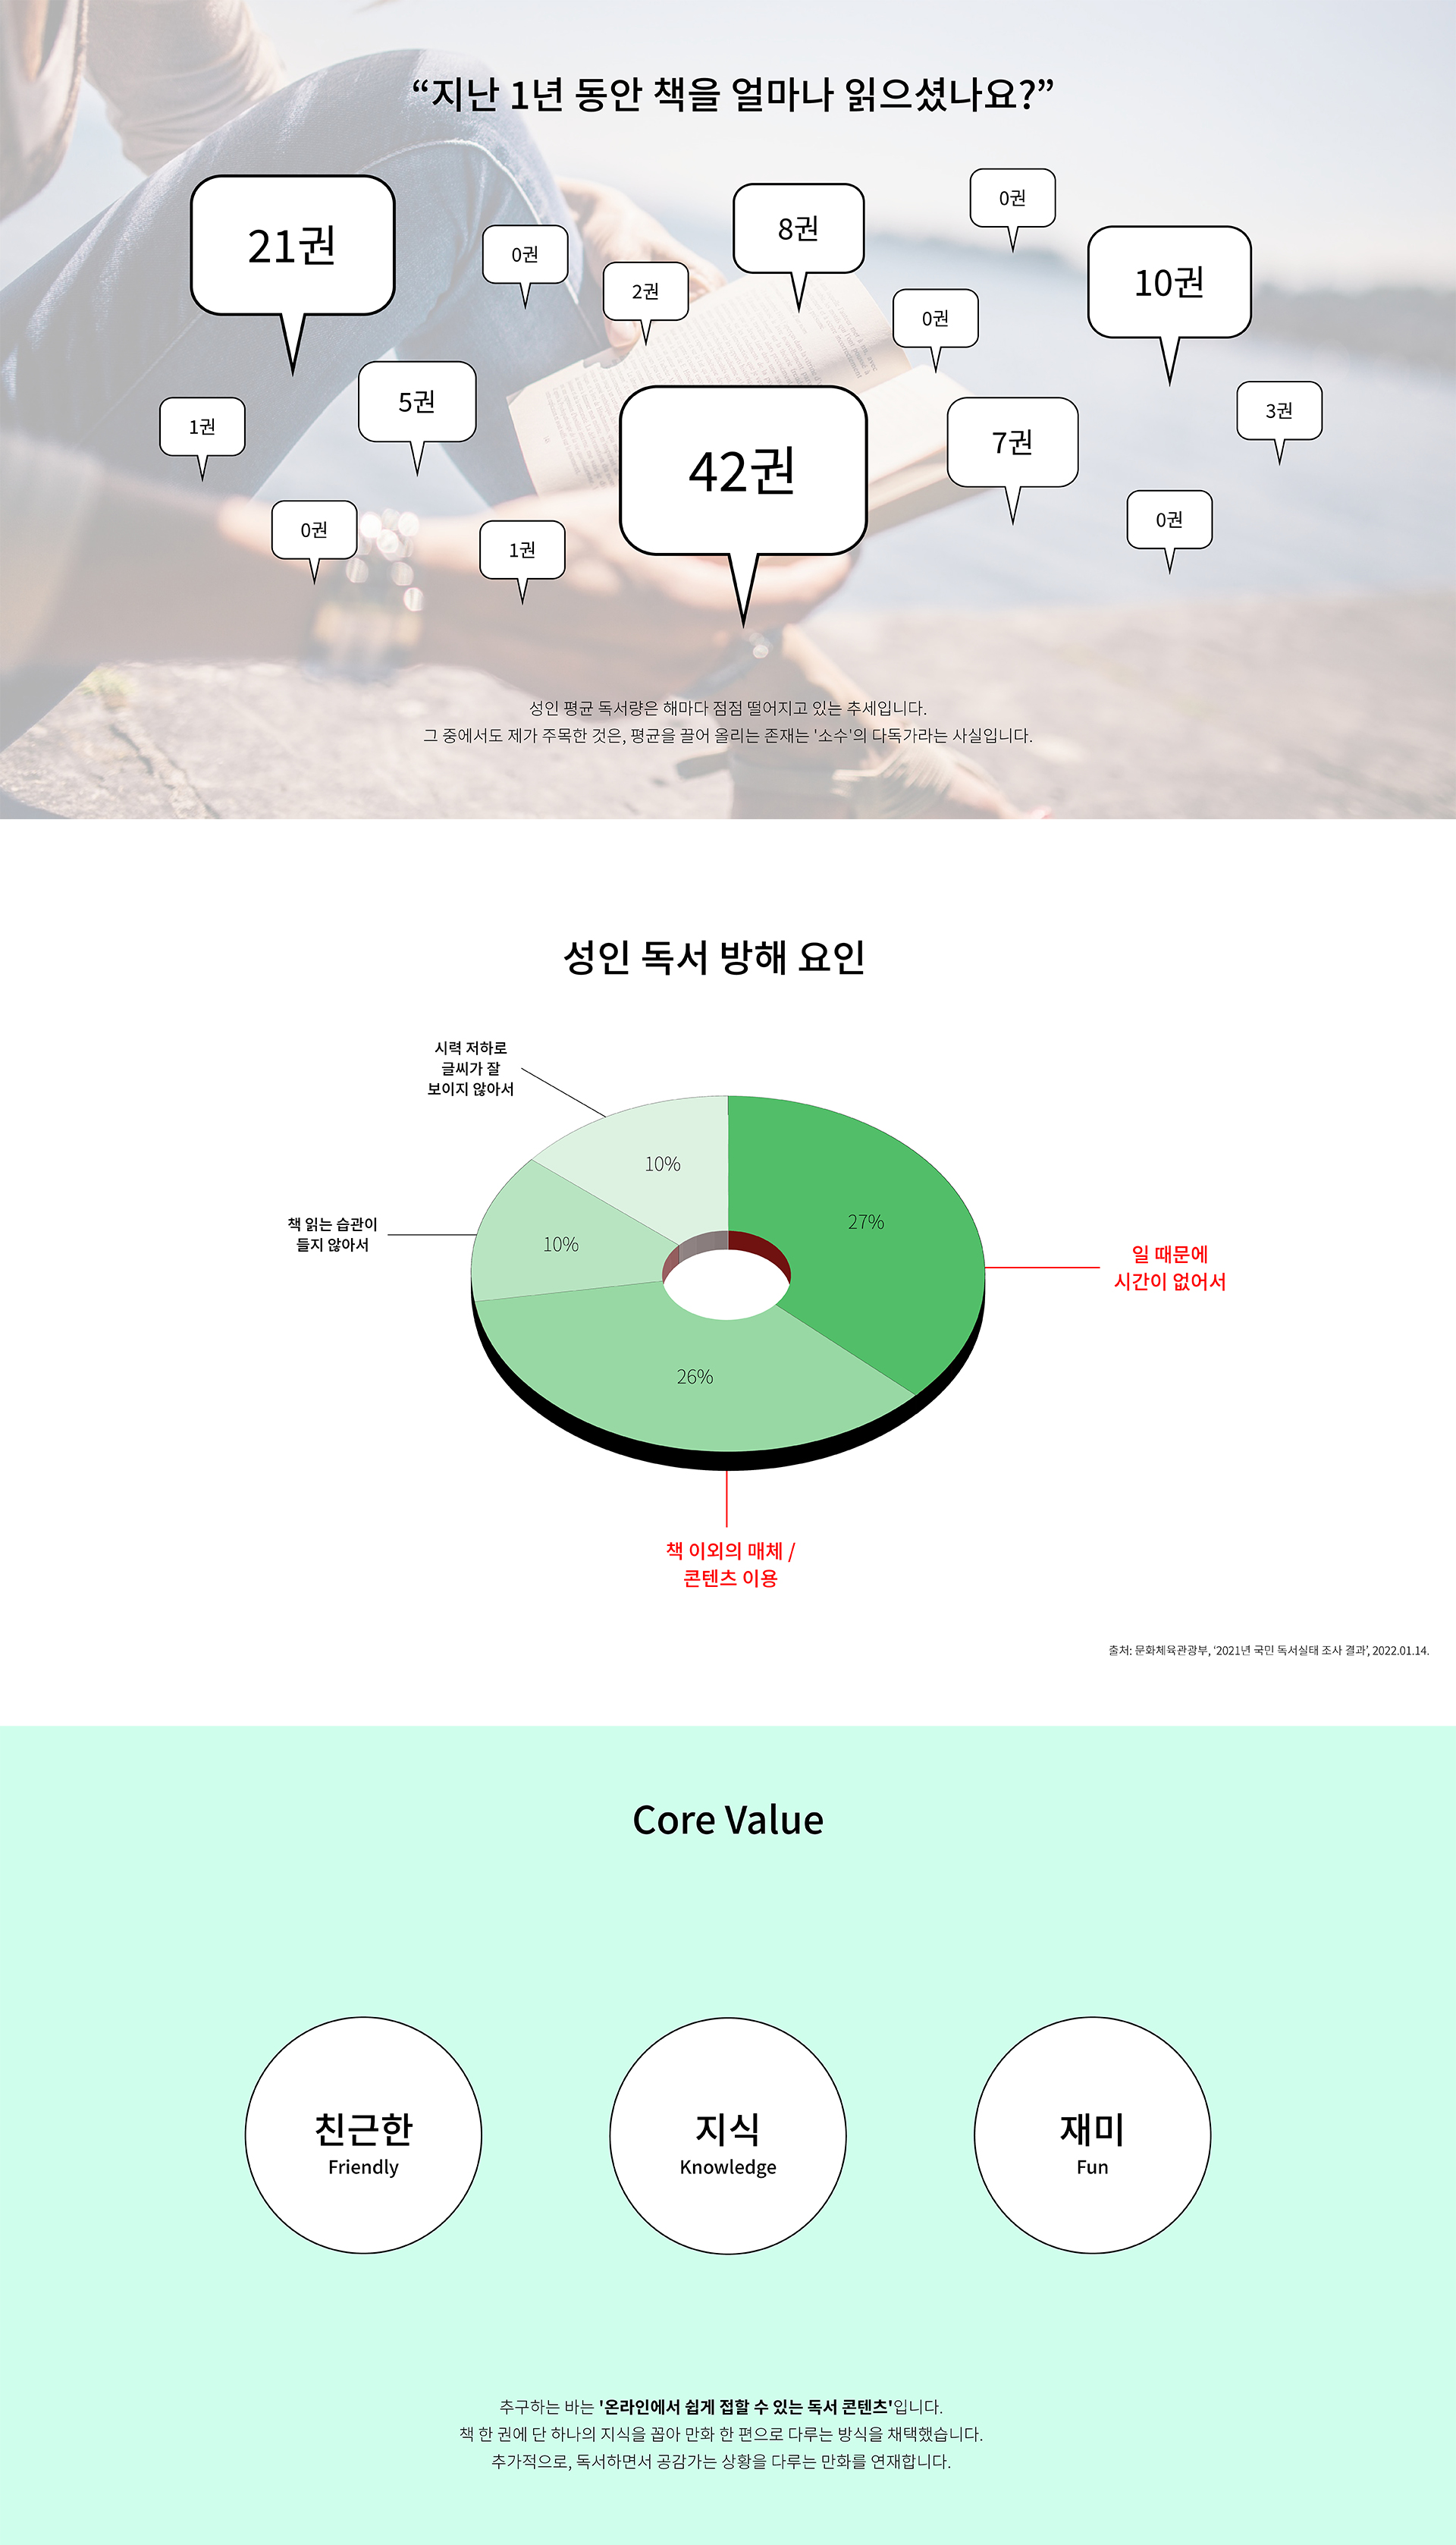 “지난 1년 동안 책을 얼마나 읽으셨나요?”
21권
0권
2권
8권
0권
0권
10권
1권
5권
42권
7권
3권
0권
1권
0권
성인 평균 독서량은 해마다 점점 떨어지고 있는 추세입니다.
그 중에서도 제가 주목한 것은, 평균을 끌어 올리는 존재는 '소수'의 다독가라는 사실입니다.
성인 독서 방해 요인
시력 저하로
글씨가 잘
보이지 않아서
10%
27%
책 읽는 습관이
들지 않아서
10%
일 때문에
시간이 없어서
26%
책 이외의 매체 /
콘텐츠 이용
출처: 문화체육관광부, ‘2021년 국민 독서실태 조사 결과’, 2022.01.14.
Core Value
친근한
Friendly
지식
Knowledge
재미
Fun
추구하는 바는 '온라인에서 쉽게 접할 수 있는 독서 콘텐츠'입니다.
책 한 권에 단 하나의 지식을 꼽아 만화 한 편으로 다루는 방식을 채택했습니다.
추가적으로, 독서하면서 공감가는 상황을 다루는 만화를 연재합니다.